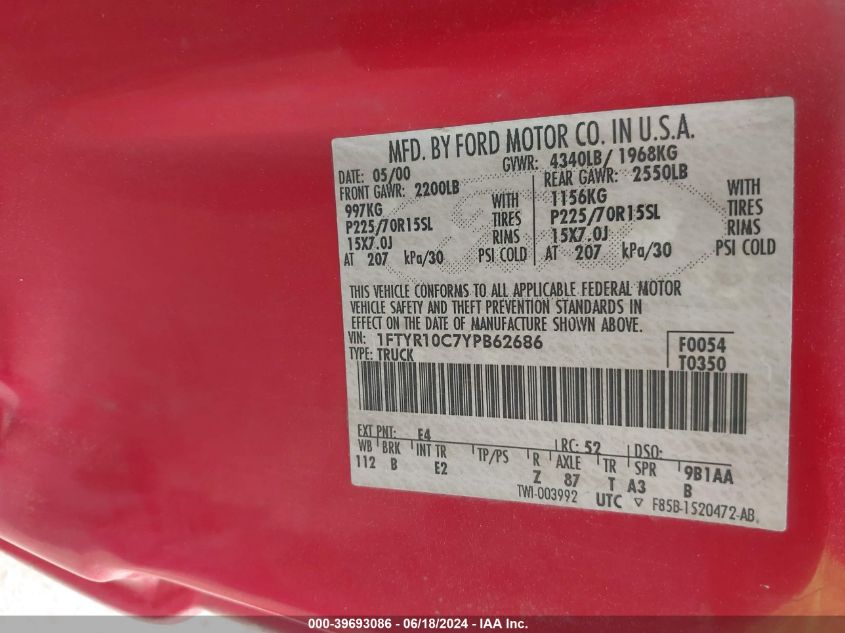 MFD. BY FORD MOTOR CO. IN U.S.A.
DATE: 05/00 GVWR: 4340LB/ 1968KG
FRONT GAWR: 2200LB REAR GAWR: 2550LB
997KG WITH 1156KG WITH
P225/70R15SL TIRES P225/70R15SL TIRES
15X7.0J RIMS 15X7.0J RIMS
AT 207 kPa/30 PSI COLD AT 207 kPa/30 PSI COLD
THIS VEHICLE CONFORMS TO ALL APPLICABLE FEDERAL MOTOR
VEHICLE SAFETY AND THEFT PREVENTION STANDARDS IN
EFFECT ON THE DATE OF MANUFACTURE SHOWN ABOVE.
VIN: 1FTYR10C7YPB62686 F0054
TYPE: TRUCK T0350
EXT PNT: E4 RC: 52 DSO:
WB BRK INT TR TP/PS R AXLE TR SPR 9B1AA
112 B E2 Z 87 T A3 B
TWI-003992 UTC ▽ F85B-1520472-AB
000-39693086 - 06/18/2024 - IAA Inc.